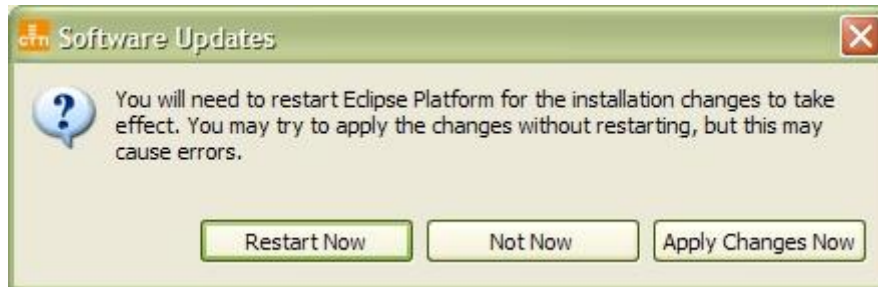 cfn Software Updates
You will need to restart Eclipse Platform for the installation changes to take
effect. You may try to apply the changes without restarting, but this may
cause errors.
Restart Now Not Now Apply Changes Now